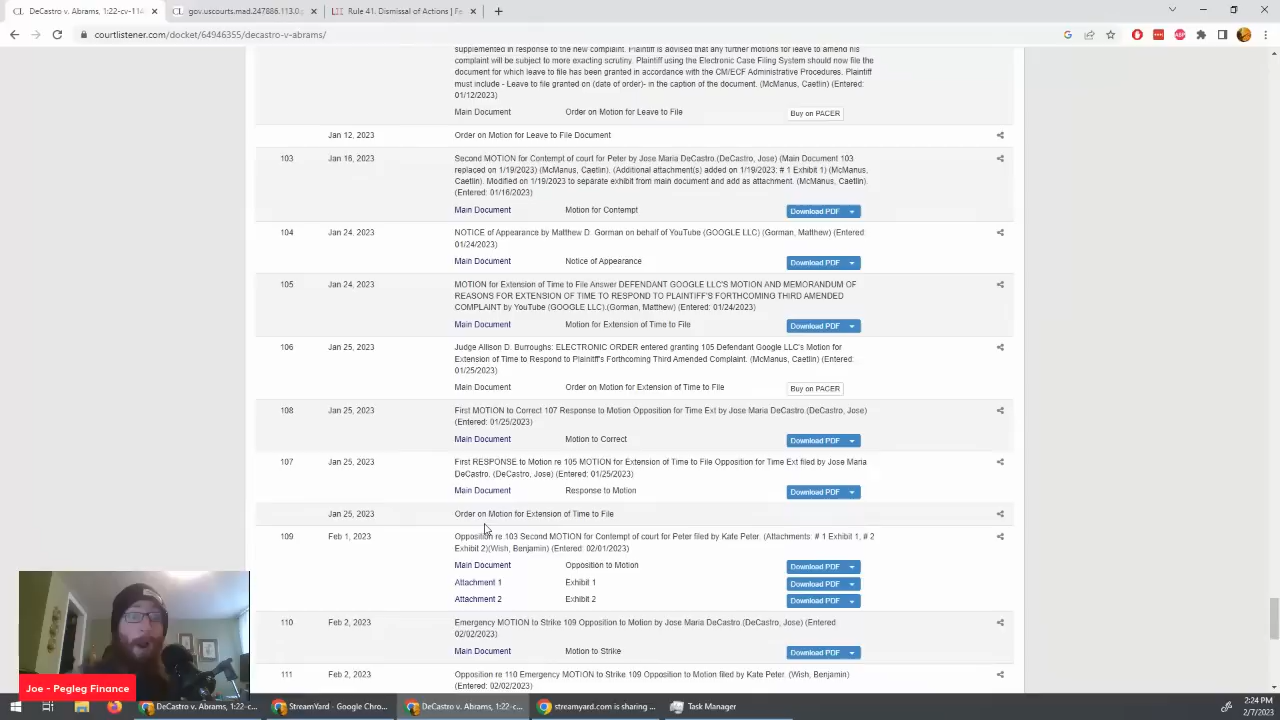 DeCastro v. Abrams, 1:22-cv-114
gov.uscourts.mad.247886.113.0.p
LII Rule 41. Dismissal of Actions | Fe
courtlistener.com/docket/64946355/decastro-v-abrams/
supplemented in response to the new complaint. Plaintiff is advised that any further motions for leave to amend his
complaint will be subject to more exacting scrutiny. Plaintiff using the Electronic Case Filing System should now file the
document for which leave to file has been granted in accordance with the CM/ECF Administrative Procedures. Plaintiff
must include - Leave to file granted on (date of order)- in the caption of the document. (McManus, Caetlin) (Entered:
01/12/2023)
Main Document Order on Motion for Leave to File Buy on PACER
Jan 12, 2023 Order on Motion for Leave to File Document
103 Jan 16, 2023 Second MOTION for Contempt of court for Peter by Jose Maria DeCastro.(DeCastro, Jose) (Main Document 103
replaced on 1/19/2023) (McManus, Caetlin). (Additional attachment(s) added on 1/19/2023: # 1 Exhibit 1) (McManus,
Caetlin). Modified on 1/19/2023 to separate exhibit from main document and add as attachment. (McManus, Caetlin).
(Entered: 01/16/2023)
Main Document Motion for Contempt Download PDF
104 Jan 24, 2023 NOTICE of Appearance by Matthew D. Gorman on behalf of YouTube (GOOGLE LLC) (Gorman, Matthew) (Entered:
01/24/2023)
Main Document Notice of Appearance Download PDF
105 Jan 24, 2023 MOTION for Extension of Time to File Answer DEFENDANT GOOGLE LLC'S MOTION AND MEMORANDUM OF
REASONS FOR EXTENSION OF TIME TO RESPOND TO PLAINTIFF'S FORTHCOMING THIRD AMENDED
COMPLAINT by YouTube (GOOGLE LLC).(Gorman, Matthew) (Entered: 01/24/2023)
Main Document Motion for Extension of Time to File Download PDF
106 Jan 25, 2023 Judge Allison D. Burroughs: ELECTRONIC ORDER entered granting 105 Defendant Google LLC's Motion for
Extension of Time to Respond to Plainitiff's Forthcoming Third Amended Complaint. (McManus, Caetlin) (Entered:
01/25/2023)
Main Document Order on Motion for Extension of Time to File Buy on PACER
108 Jan 25, 2023 First MOTION to Correct 107 Response to Motion Opposition for Time Ext by Jose Maria DeCastro.(DeCastro, Jose)
(Entered: 01/25/2023)
Main Document Motion to Correct Download PDF
107 Jan 25, 2023 First RESPONSE to Motion re 105 MOTION for Extension of Time to File Opposition for Time Ext filed by Jose Maria
DeCastro. (DeCastro, Jose) (Entered: 01/25/2023)
Main Document Response to Motion Download PDF
Jan 25, 2023 Order on Motion for Extension of Time to File
109 Feb 1, 2023 Opposition re 103 Second MOTION for Contempt of court for Peter filed by Kate Peter. (Attachments: # 1 Exhibit 1, # 2
Exhibit 2)(Wish, Benjamin) (Entered: 02/01/2023)
Main Document Opposition to Motion Download PDF
Attachment 1 Exhibit 1 Download PDF
Attachment 2 Exhibit 2 Download PDF
110 Feb 2, 2023 Emergency MOTION to Strike 109 Opposition to Motion by Jose Maria DeCastro.(DeCastro, Jose) (Entered:
02/02/2023)
Main Document Motion to Strike Download PDF
111 Feb 2, 2023 Opposition re 110 Emergency MOTION to Strike 109 Opposition to Motion filed by Kate Peter. (Wish, Benjamin)
(Entered: 02/02/2023)
Joe - Pegleg Finance
DeCastro v. Abrams, 1:22-c...
StreamYard - Google Chro...
DeCastro v. Abrams, 1:22-c...
streamyard.com is sharing ...
Task Manager
2:24 PM
2/7/2023